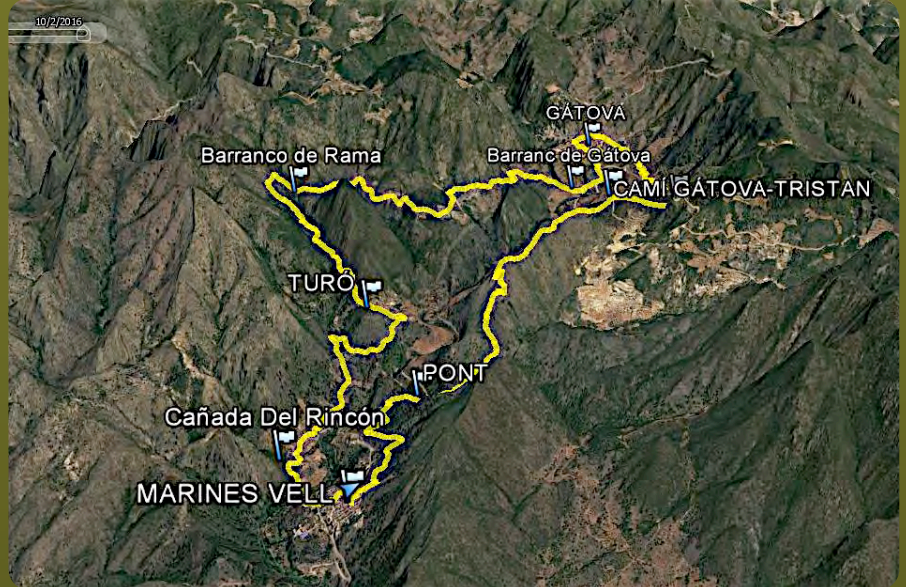 10/2/2016
GÁTOVA
Barranco de Rama
Barranc de Gátova
CAMÍ GÁTOVA-TRISTAN
TURÓ
PONT
Cañada Del Rincón
MARINES VELL